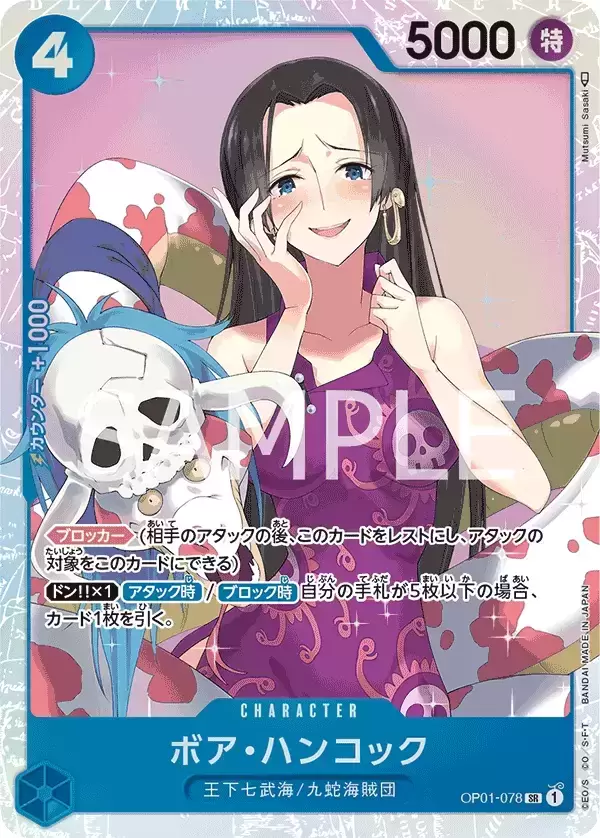 4
5000
特
Mutsumi Sasaki
カウンター +1000
SAMPLE
ブロッカー (相手のアタックの後、このカードをレストにし、アタックの
対象をこのカードにできる)
ドン!!×1 アタック時 / ブロック時 自分の手札が5枚以下の場合、
カード1枚を引く。
CHARACTER
ボア・ハンコック
王下七武海/九蛇海賊団
OP01-078 SR 1
©EO/S ©O/S・F・T BANDAI MADE IN JAPAN